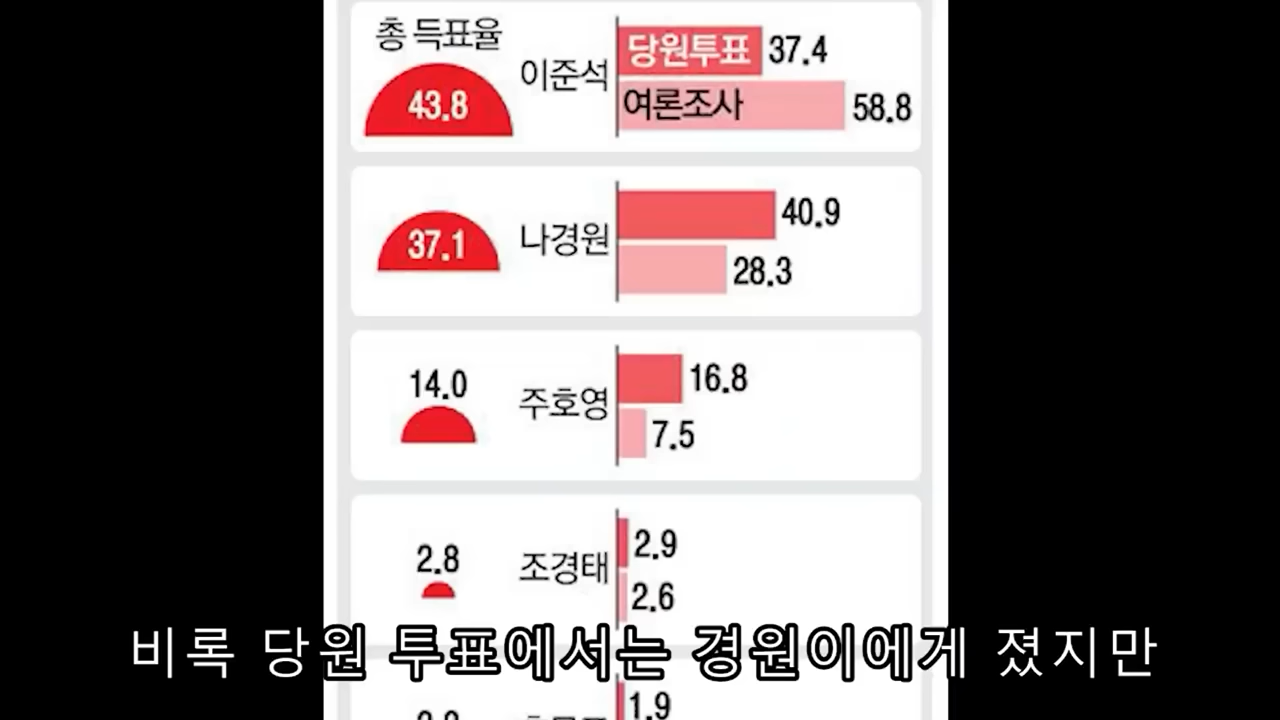 총 득표율
43.8
이준석
당원투표 37.4
여론조사 58.8
37.1
나경원
40.9
28.3
14.0
주호영
16.8
7.5
2.8
조경태
2.9
2.6
비록 당원 투표에서는 경원이에게 졌지만
1.9